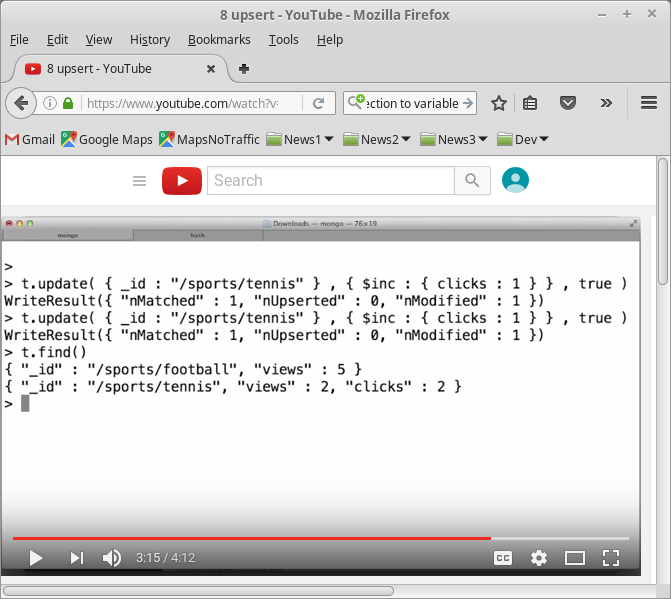 8 upsert - YouTube - Mozilla Firefox
File Edit View History Bookmarks Tools Help
8 upsert - YouTube
https://www.youtube.com/watch?v= ection to variable
Gmail Google Maps MapsNoTraffic News1 News2 News3 Dev
Search
Downloads — mongo — 76×19
mongo bash
>
> t.update( { _id : "/sports/tennis" } , { $inc : { clicks : 1 } } , true )
WriteResult({ "nMatched" : 1, "nUpserted" : 0, "nModified" : 1 })
> t.update( { _id : "/sports/tennis" } , { $inc : { clicks : 1 } } , true )
WriteResult({ "nMatched" : 1, "nUpserted" : 0, "nModified" : 1 })
> t.find()
{ "_id" : "/sports/football", "views" : 5 }
{ "_id" : "/sports/tennis", "views" : 2, "clicks" : 2 }
>
3:15 / 4:12 CC